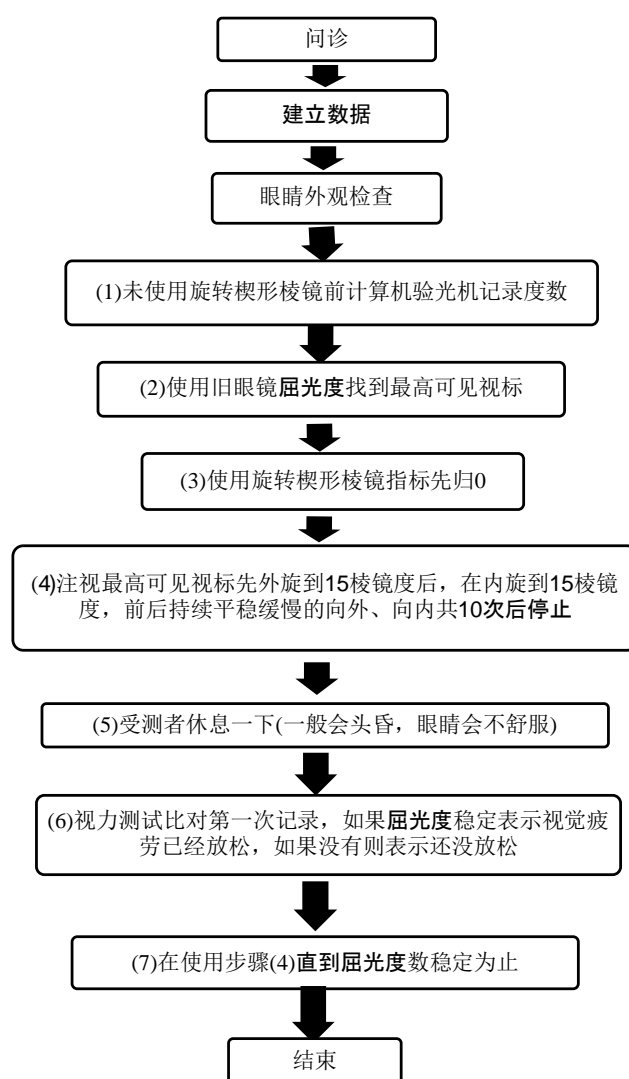 问诊
建立数据
眼睛外观检查
(1)未使用旋转楔形棱镜前计算机验光机记录度数
(2)使用旧眼镜屈光度找到最高可见视标
(3)使用旋转楔形棱镜指标先归0
(4)注视最高可见视标先外旋到15棱镜度后，在内旋到15棱镜
度，前后持续平稳缓慢的向外、向内共10次后停止
(5)受测者休息一下(一般会头昏，眼睛会不舒服)
(6)视力测试比对第一次记录，如果屈光度稳定表示视觉疲
劳已经放松，如果没有则表示还没放松
(7)在使用步骤(4)直到屈光度数稳定为止
结束